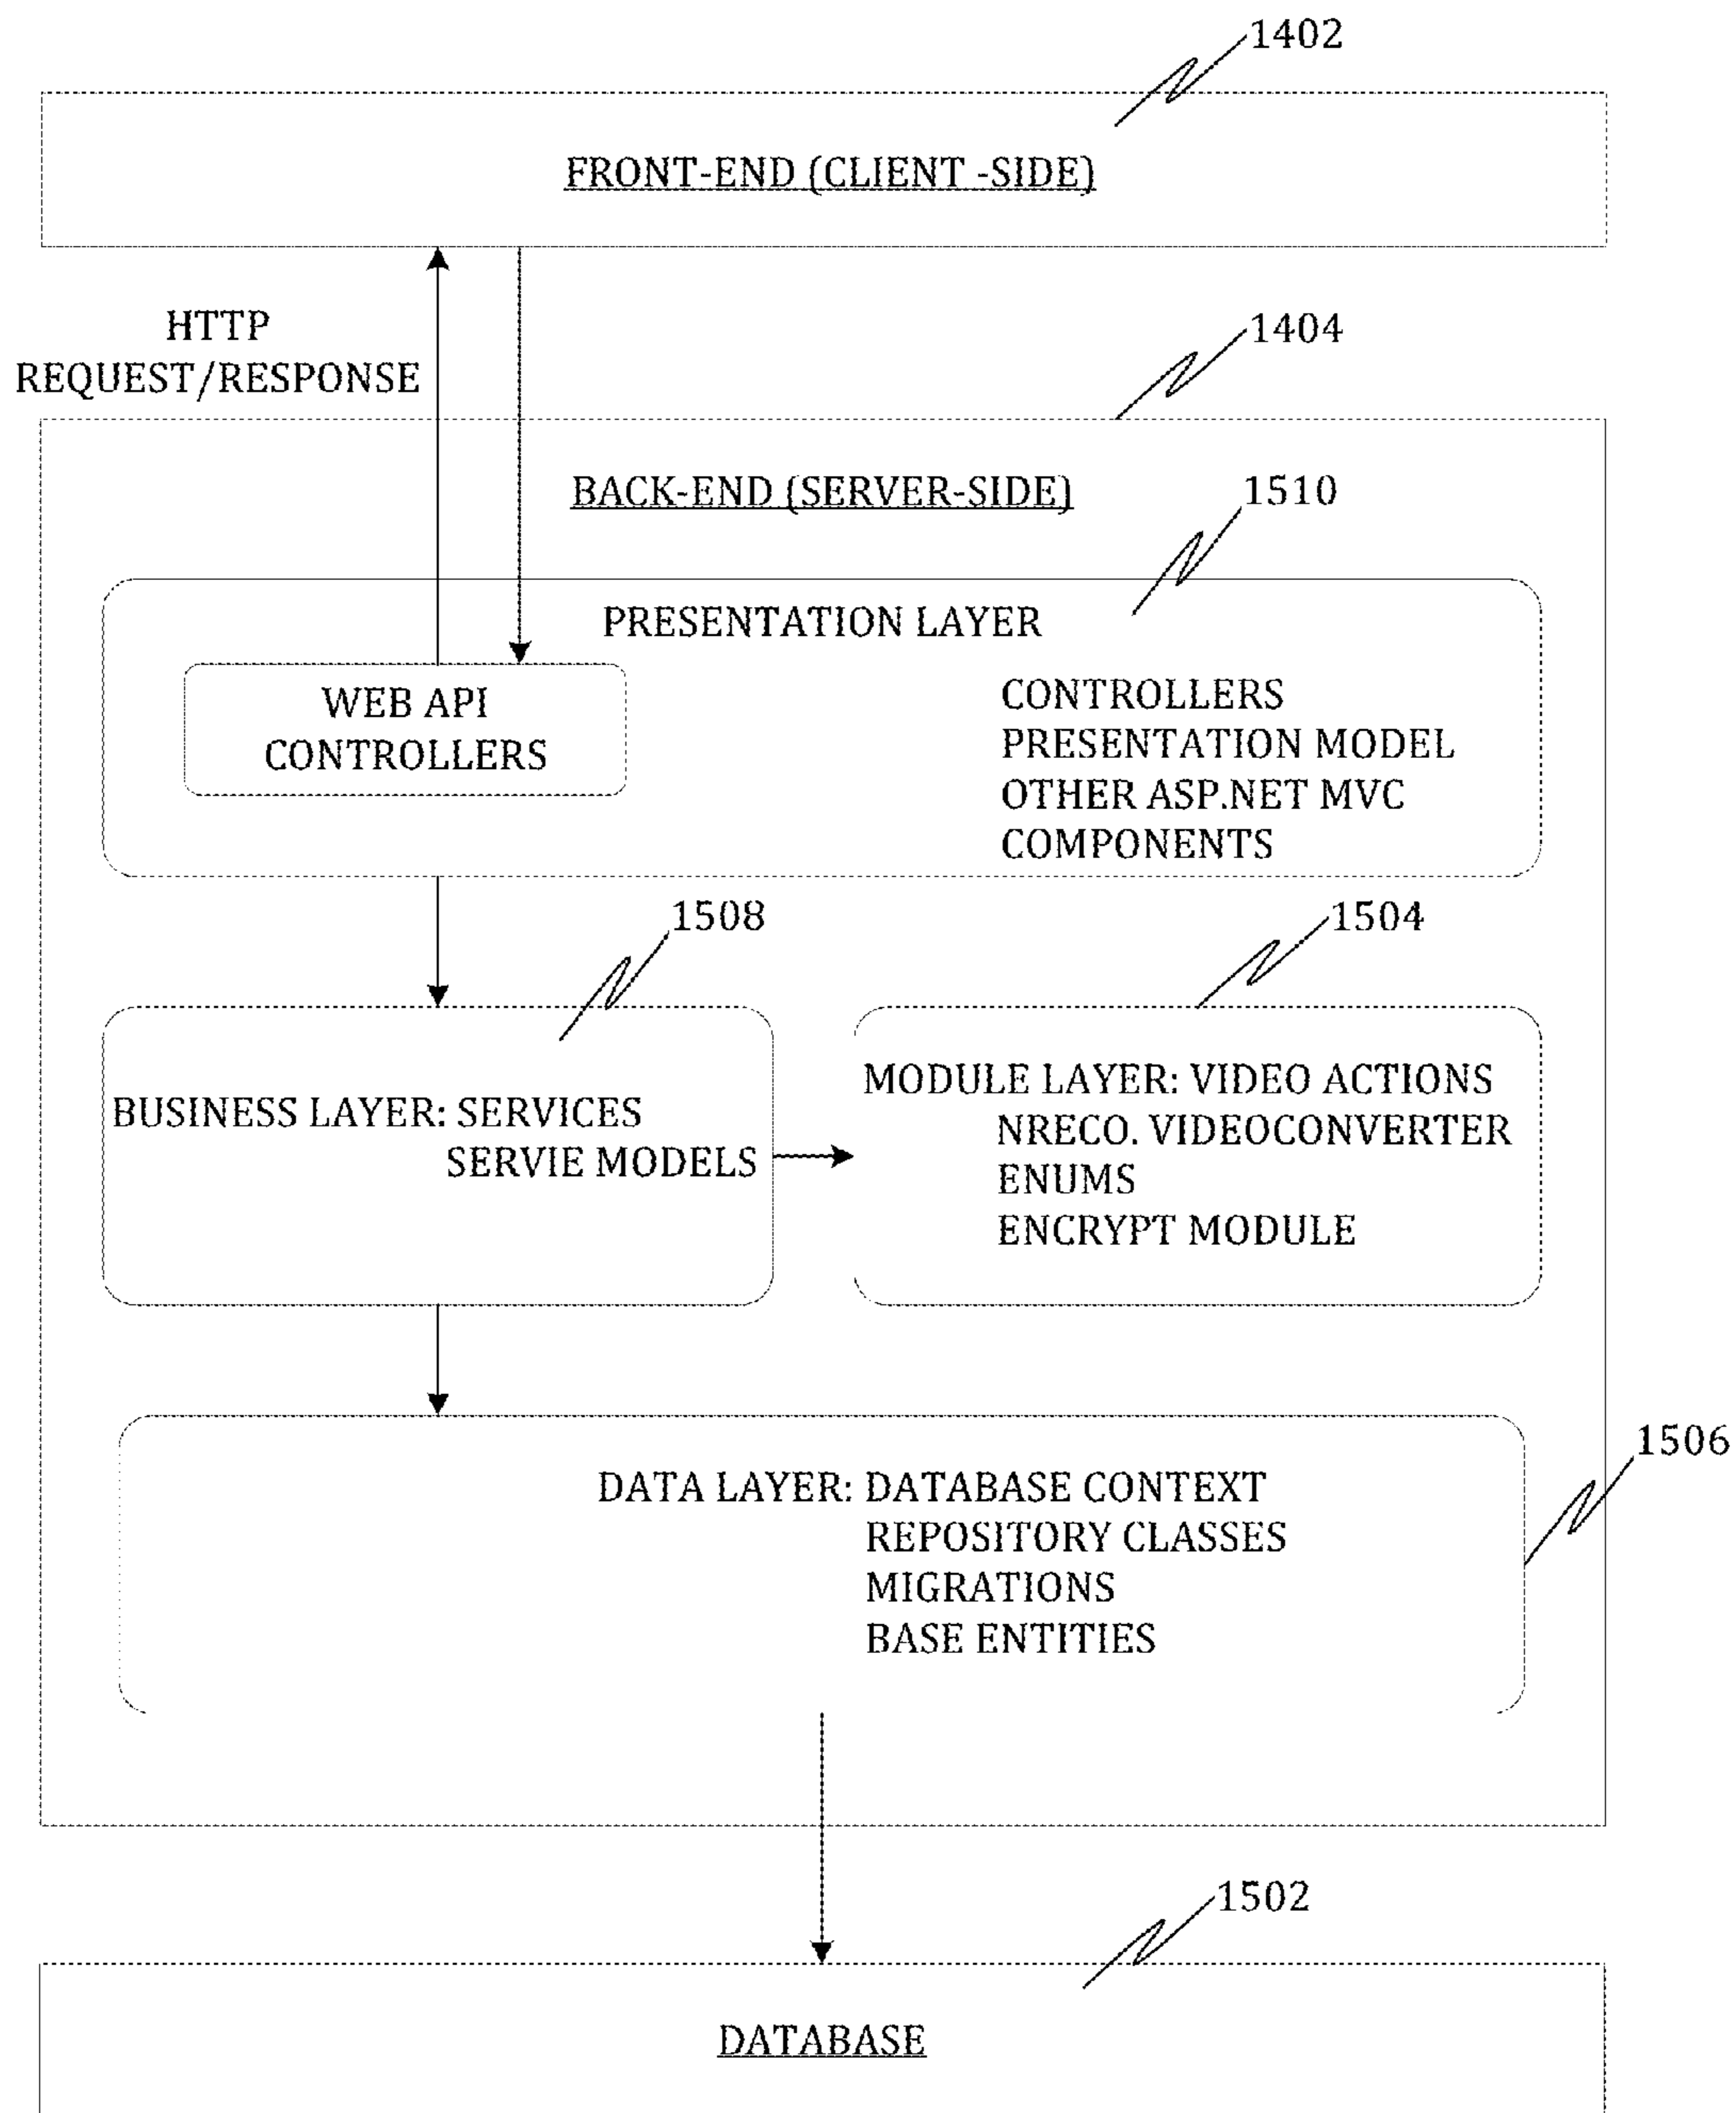 1402
FRONT-END (CLIENT -SIDE)
HTTP
REQUEST/RESPONSE
1404
BACK-END (SERVER-SIDE)
1510
PRESENTATION LAYER
WEB API
CONTROLLERS
CONTROLLERS
PRESENTATION MODEL
OTHER ASP.NET MVC
COMPONENTS
1508
1504
BUSINESS LAYER: SERVICES
SERVIE MODELS
MODULE LAYER: VIDEO ACTIONS
NRECO. VIDEOCONVERTER
ENUMS
ENCRYPT MODULE
1506
DATA LAYER: DATABASE CONTEXT
REPOSITORY CLASSES
MIGRATIONS
BASE ENTITIES
1502
DATABASE